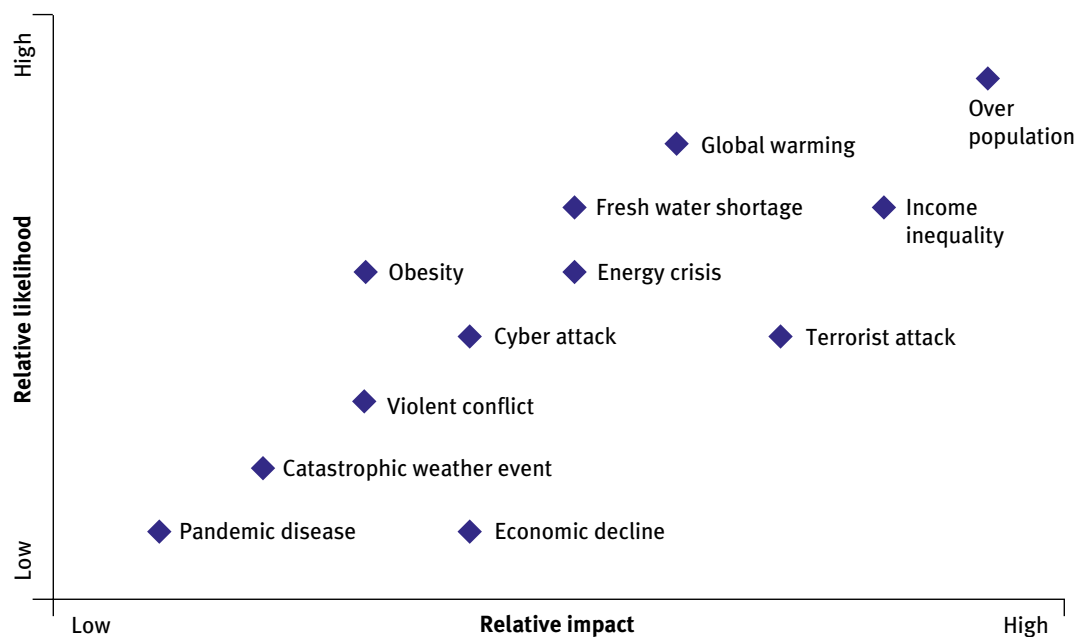 High
Over
population
Global warming
Fresh water shortage
Income
inequality
Obesity
Energy crisis
Relative likelihood
Cyber attack
Terrorist attack
Violent conflict
Catastrophic weather event
Pandemic disease
Economic decline
Low
Low
Relative impact
High